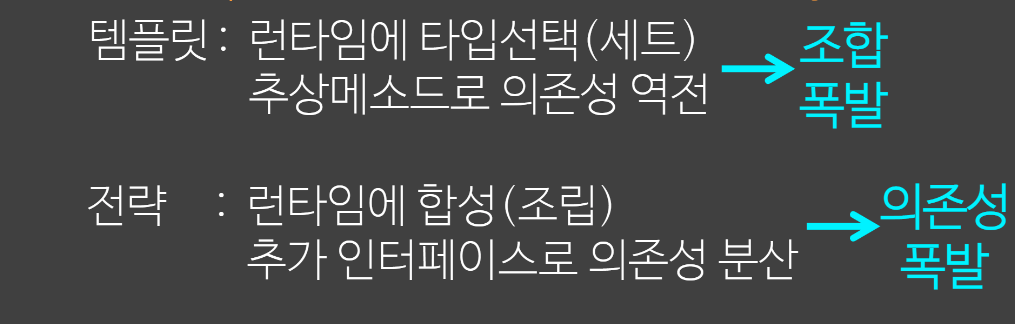 템플릿 : 런타임에 타입선택(세트)
추상메소드로 의존성 역전
조합
폭발
전략 : 런타임에 합성(조립)
추가 인터페이스로 의존성 분산
의존성
폭발